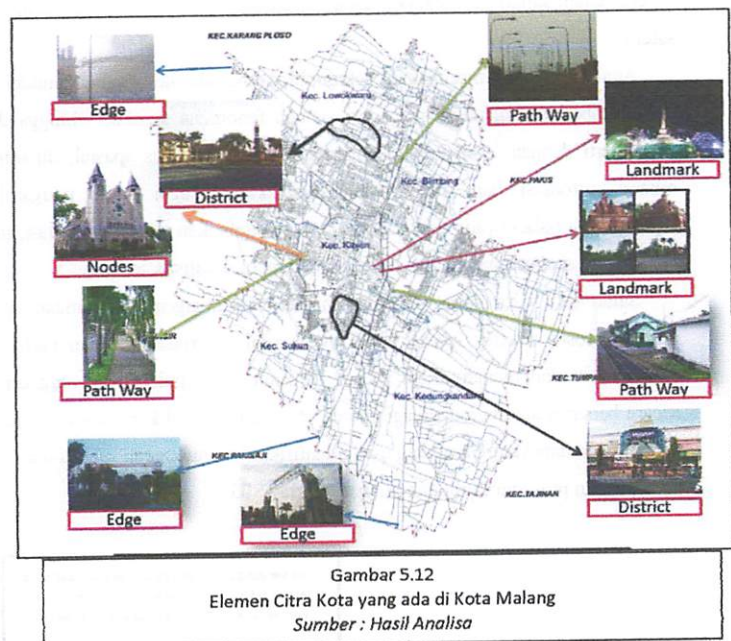 KEC.KARANG PLOSO
Edge
Kec. Lowokwaru
Path Way
District
Landmark
Kec. Blimbing
KEC.PAKIS
Nodes
Kec. Klojen
Landmark
Path Way
Kec. Sukun
KEC.TUMPA
Path Way
Kec. Kedungkandang
KEC.PAKISAJI
Edge
Edge
KEC.TAJINAN
District
Gambar 5.12
Elemen Citra Kota yang ada di Kota Malang
Sumber : Hasil Analisa